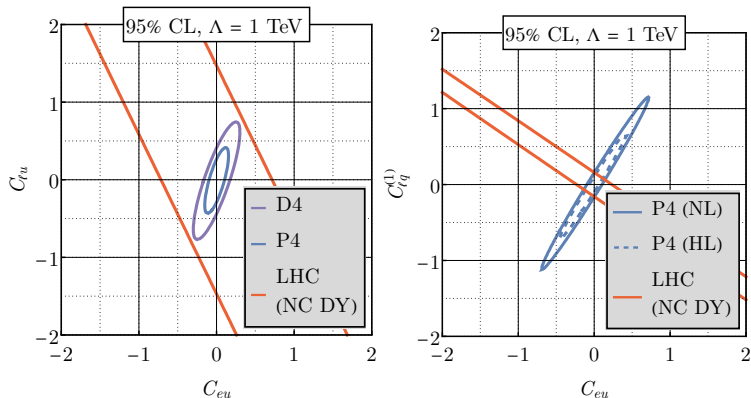 95% CL, Λ = 1 TeV
2
1
0
−1
−2
C_{ℓu}
D4
P4
LHC
(NC DY)
−2 −1 0 1 2
C_{eu}
95% CL, Λ = 1 TeV
2
1
0
−1
−2
C_{ℓq}^{(1)}
P4 (NL)
P4 (HL)
LHC
(NC DY)
−2 −1 0 1 2
C_{eu}